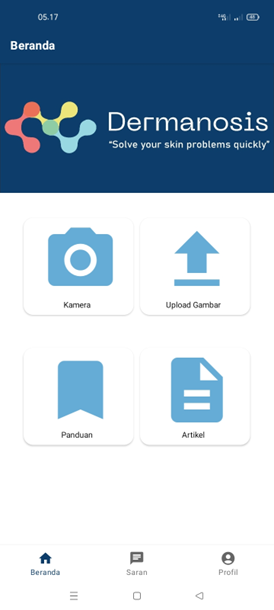 05.17
Beranda
Dermanosis
"Solve your skin problems quickly"
Kamera
Upload Gambar
Panduan
Artikel
Beranda
Saran
Profil